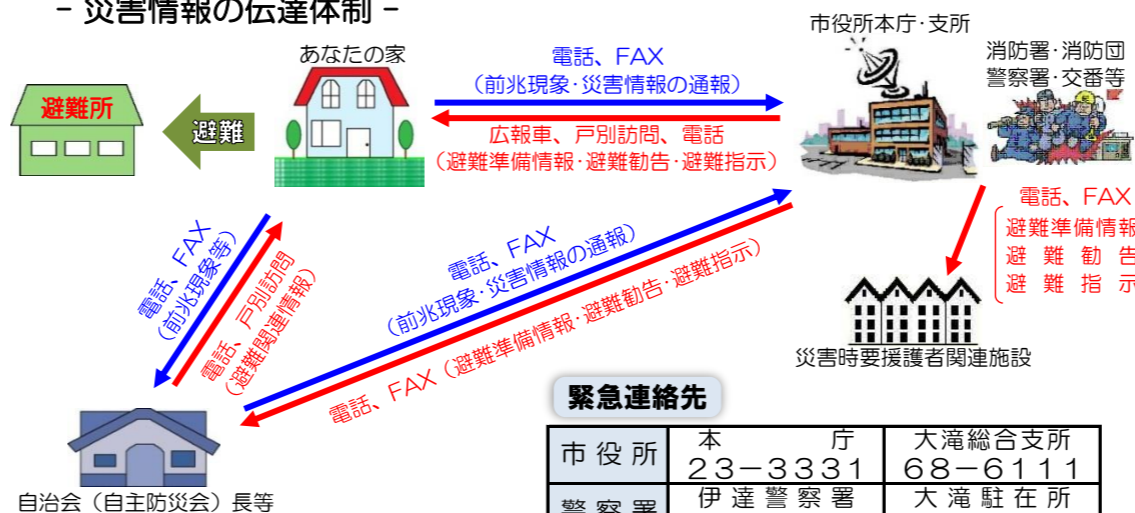 - 災害情報の伝達体制 -
市役所本庁・支所
消防署・消防団
警察署・交番等
あなたの家
避難所
避難
電話、FAX
(前兆現象・災害情報の通報)
広報車、戸別訪問、電話
(避難準備情報・避難勧告・避難指示)
電話、FAX
避難準備情報
避難勧告
避難指示
電話、FAX
(前兆現象等)
電話、戸別訪問
(避難関連情報)
電話、FAX
(前兆現象・災害情報の通報)
電話、FAX(避難準備情報・避難勧告・避難指示)
災害時要援護者関連施設
自治会(自主防災会)長等
緊急連絡先
市役所 本庁 大滝総合支所
23-3331 68-6111
警察署 伊達警察署 大滝駐在所